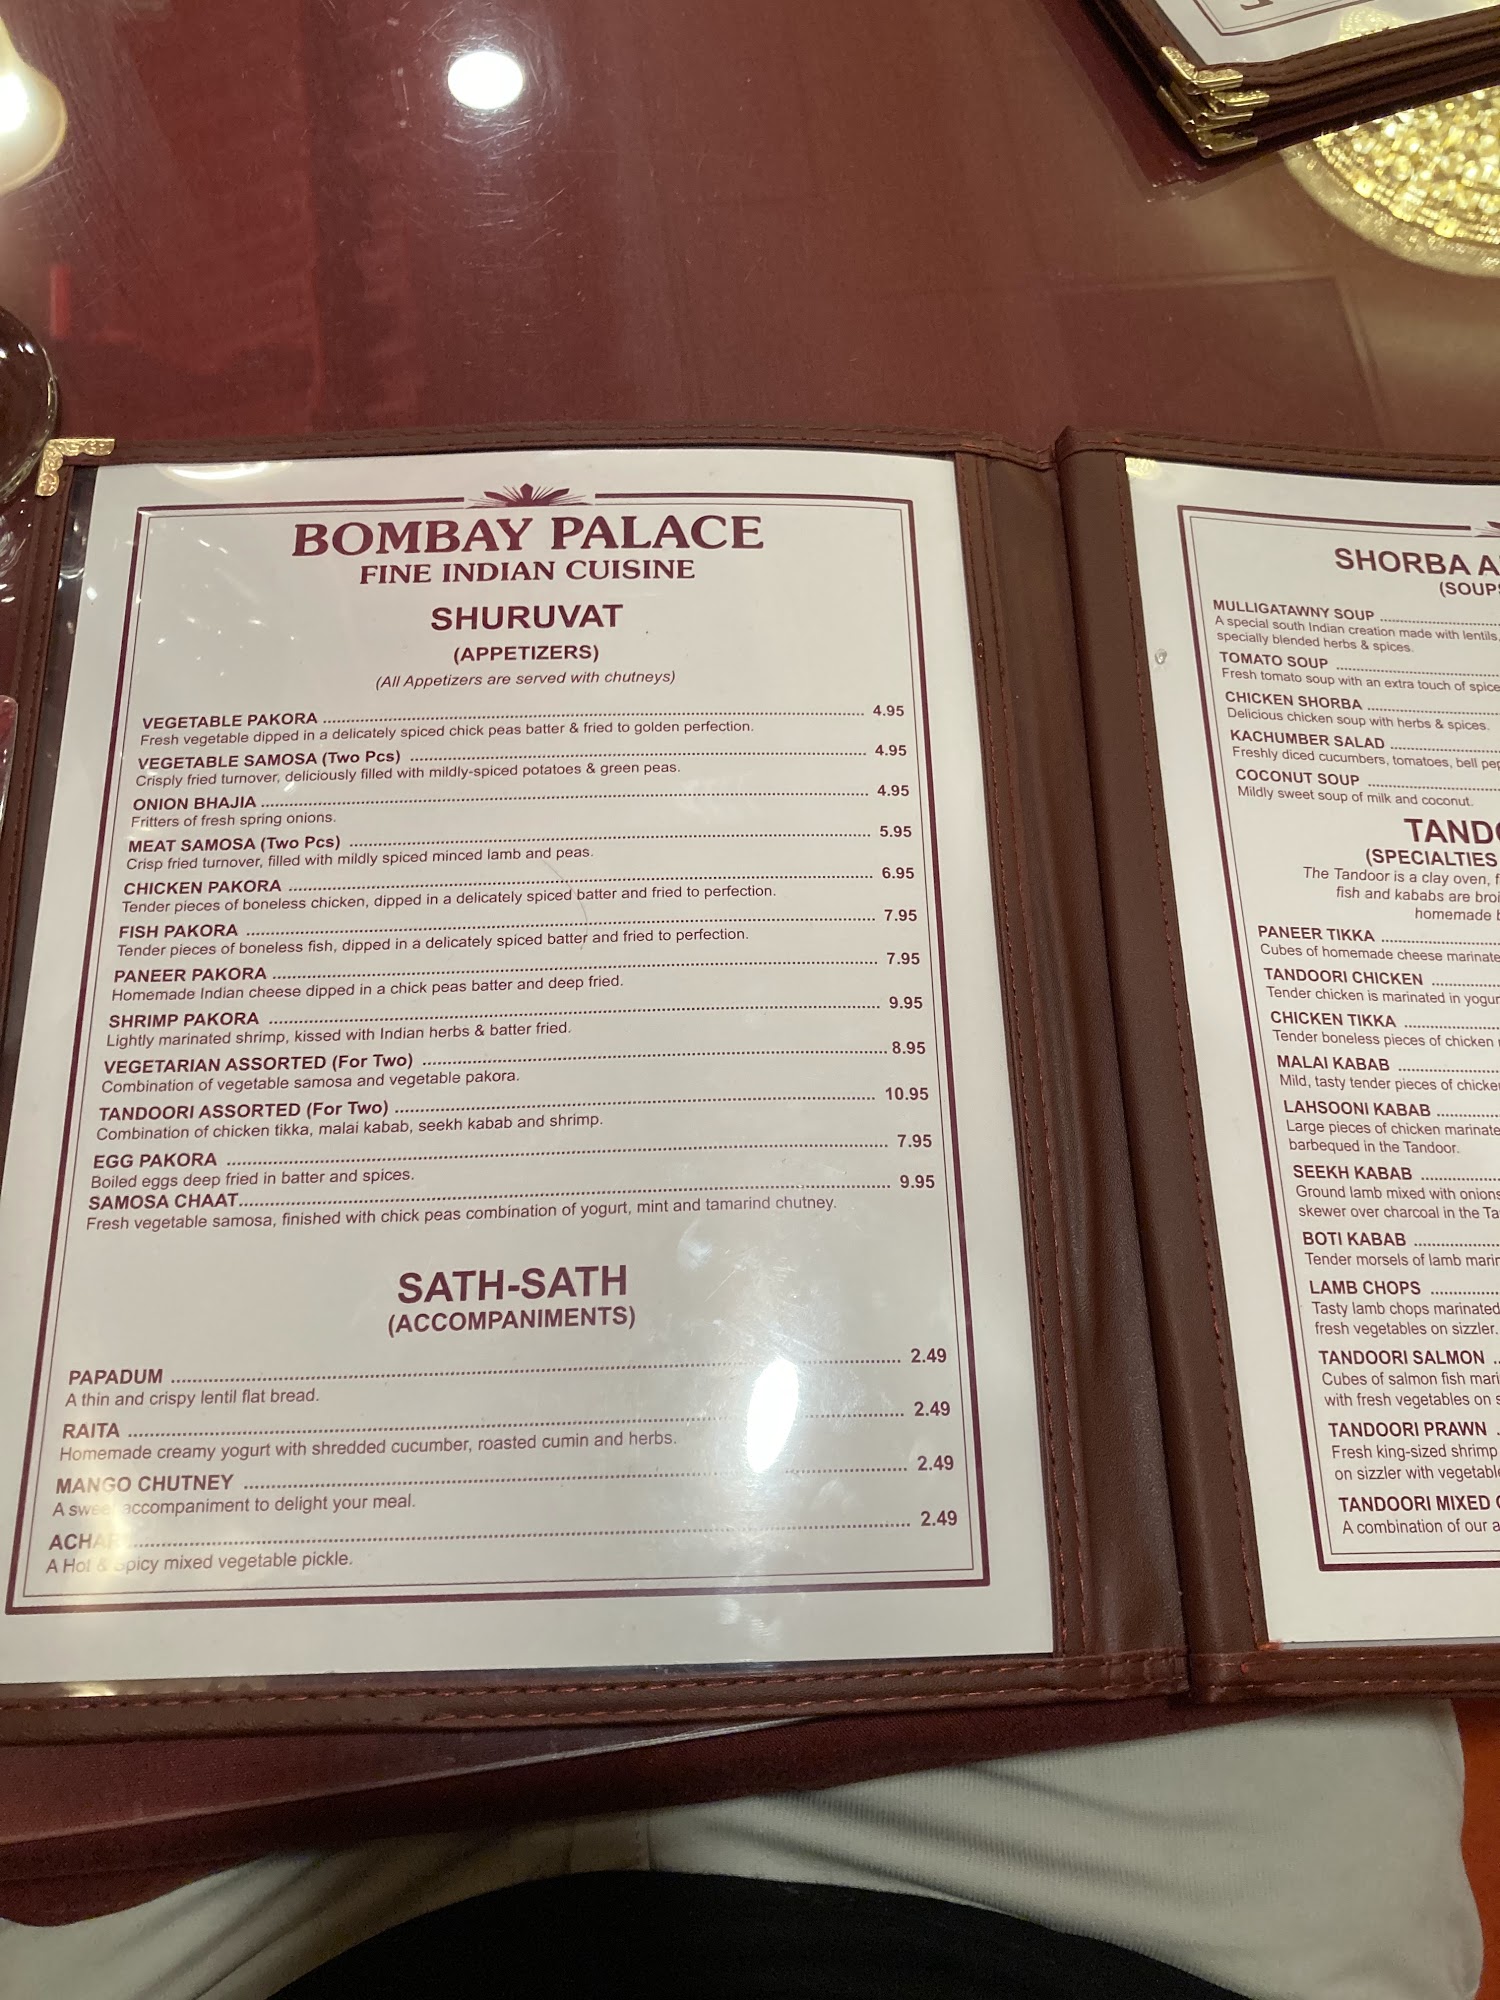 BOMBAY PALACE
FINE INDIAN CUISINE
SHURUVAT
(APPETIZERS)
(All Appetizers are served with chutneys)
VEGETABLE PAKORA 4.95
Fresh vegetable dipped in a delicately spiced chick peas batter & fried to golden perfection.
VEGETABLE SAMOSA (Two Pcs) 4.95
Crisply fried turnover, deliciously filled with mildly-spiced potatoes & green peas.
ONION BHAJIA 4.95
Fritters of fresh spring onions.
MEAT SAMOSA (Two Pcs) 5.95
Crisp fried turnover, filled with mildly spiced minced lamb and peas.
CHICKEN PAKORA 6.95
Tender pieces of boneless chicken, dipped in a delicately spiced batter and fried to perfection.
FISH PAKORA 7.95
Tender pieces of boneless fish, dipped in a delicately spiced batter and fried to perfection.
PANEER PAKORA 7.95
Homemade Indian cheese dipped in a chick peas batter and deep fried.
SHRIMP PAKORA 9.95
Lightly marinated shrimp, kissed with Indian herbs & batter fried.
VEGETARIAN ASSORTED (For Two) 8.95
Combination of vegetable samosa and vegetable pakora.
TANDOORI ASSORTED (For Two) 10.95
Combination of chicken tikka, malai kabab, seekh kabab and shrimp.
EGG PAKORA 7.95
Boiled eggs deep fried in batter and spices.
SAMOSA CHAAT 9.95
Fresh vegetable samosa, finished with chick peas combination of yogurt, mint and tamarind chutney.
SATH-SATH
(ACCOMPANIMENTS)
PAPADUM 2.49
A thin and crispy lentil flat bread.
RAITA 2.49
Homemade creamy yogurt with shredded cucumber, roasted cumin and herbs.
MANGO CHUTNEY 2.49
A sweet accompaniment to delight your meal.
ACHAR 2.49
A Hot & Spicy mixed vegetable pickle.
SHORBA A
(SOUPS
MULLIGATAWNY SOUP
A special south Indian creation made with lentils,
specially blended herbs & spices.
TOMATO SOUP
Fresh tomato soup with an extra touch of spice
CHICKEN SHORBA
Delicious chicken soup with herbs & spices.
KACHUMBER SALAD
Freshly diced cucumbers, tomatoes, bell pep
COCONUT SOUP
Mildly sweet soup of milk and coconut.
TANDO
(SPECIALTIES
The Tandoor is a clay oven, f
fish and kababs are broi
homemade b
PANEER TIKKA
Cubes of homemade cheese marinate
TANDOORI CHICKEN
Tender chicken is marinated in yogur
CHICKEN TIKKA
Tender boneless pieces of chicken
MALAI KABAB
Mild, tasty tender pieces of chicke
LAHSOONI KABAB
Large pieces of chicken marinate
barbequed in the Tandoor.
SEEKH KABAB
Ground lamb mixed with onions
skewer over charcoal in the Ta
BOTI KABAB
Tender morsels of lamb marin
LAMB CHOPS
Tasty lamb chops marinated
fresh vegetables on sizzler.
TANDOORI SALMON
Cubes of salmon fish mari
with fresh vegetables on s
TANDOORI PRAWN
Fresh king-sized shrimp
on sizzler with vegetable
TANDOORI MIXED
A combination of our a